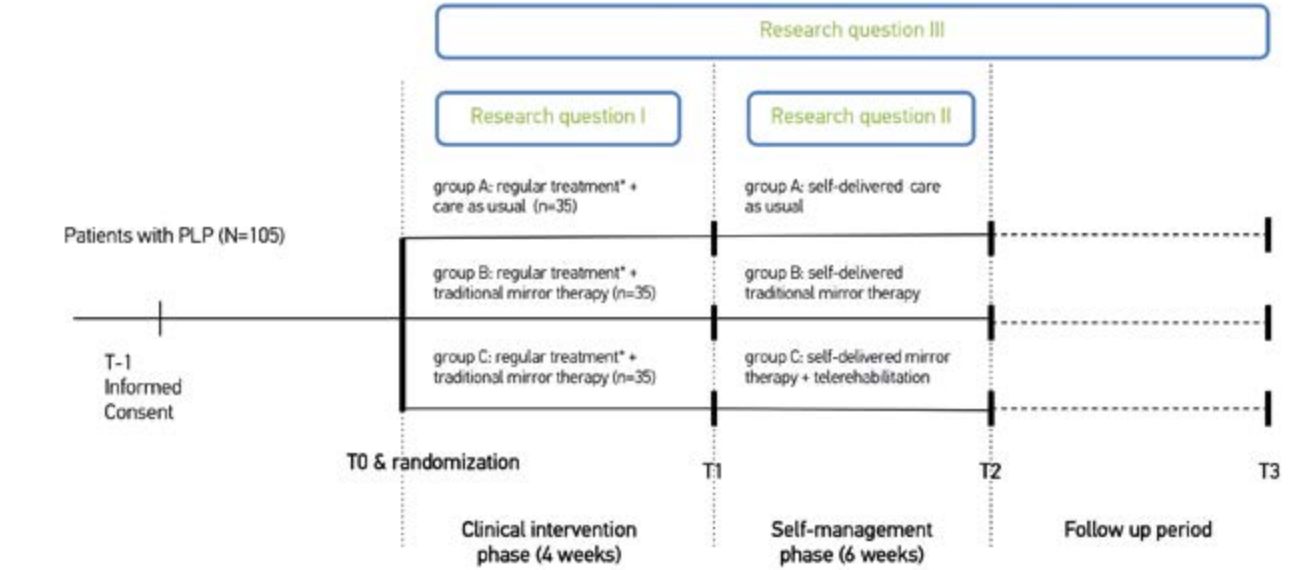 Research question III
Research question I
Research question II
group A: regular treatment* +
care as usual (n=35)
group A: self-delivered care
as usual
Patients with PLP (N=105)
group B: regular treatment* +
traditional mirror therapy (n=35)
group B: self-delivered
traditional mirror therapy
T-1
Informed
Consent
group C: regular treatment* +
traditional mirror therapy (n=35)
group C: self-delivered mirror
therapy + telerehabilitation
T0 & randomization
T1
T2
T3
Clinical intervention
phase (4 weeks)
Self-management
phase (6 weeks)
Follow up period